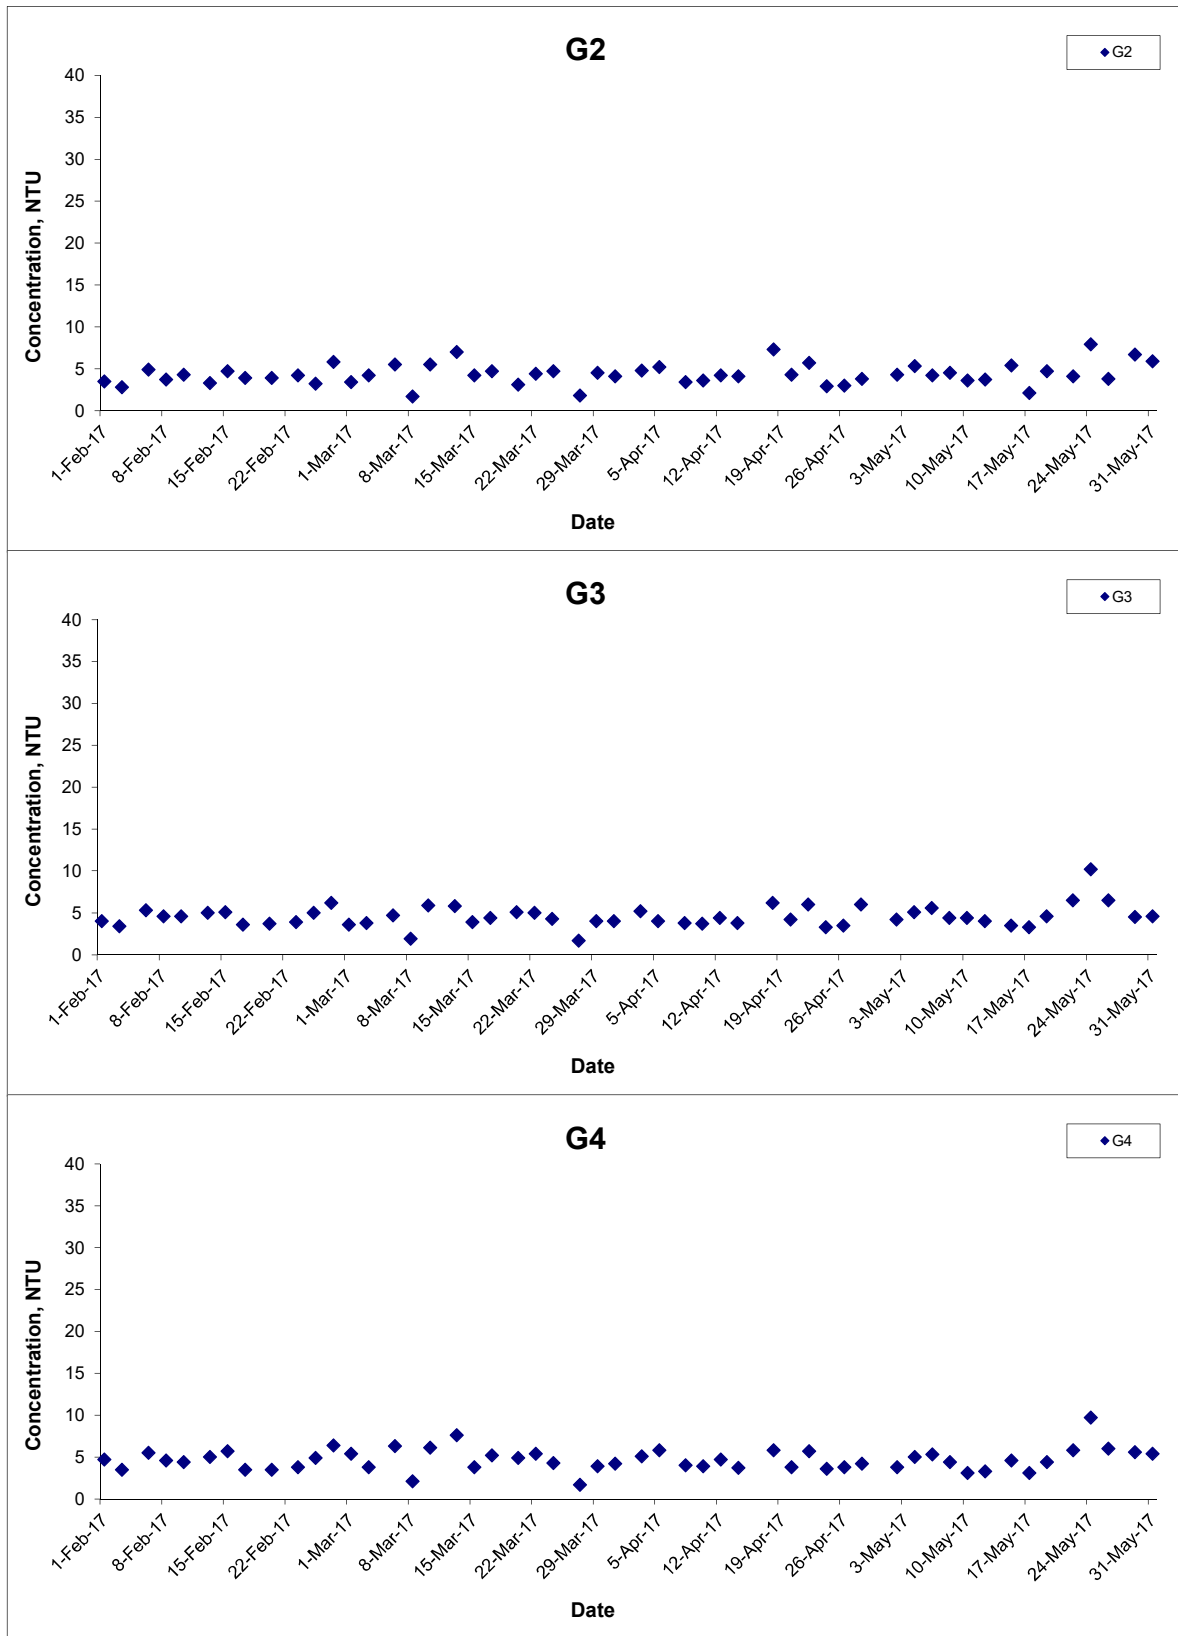 G2
G2
40
35
30
25
20
15
10
5
0
Concentration, NTU
1-Feb-17 8-Feb-17 15-Feb-17 22-Feb-17 1-Mar-17 8-Mar-17 15-Mar-17 22-Mar-17 29-Mar-17 5-Apr-17 12-Apr-17 19-Apr-17 26-Apr-17 3-May-17 10-May-17 17-May-17 24-May-17 31-May-17
Date
G3
G3
40
35
30
25
20
15
10
5
0
Concentration, NTU
1-Feb-17 8-Feb-17 15-Feb-17 22-Feb-17 1-Mar-17 8-Mar-17 15-Mar-17 22-Mar-17 29-Mar-17 5-Apr-17 12-Apr-17 19-Apr-17 26-Apr-17 3-May-17 10-May-17 17-May-17 24-May-17 31-May-17
Date
G4
G4
40
35
30
25
20
15
10
5
0
Concentration, NTU
1-Feb-17 8-Feb-17 15-Feb-17 22-Feb-17 1-Mar-17 8-Mar-17 15-Mar-17 22-Mar-17 29-Mar-17 5-Apr-17 12-Apr-17 19-Apr-17 26-Apr-17 3-May-17 10-May-17 17-May-17 24-May-17 31-May-17
Date